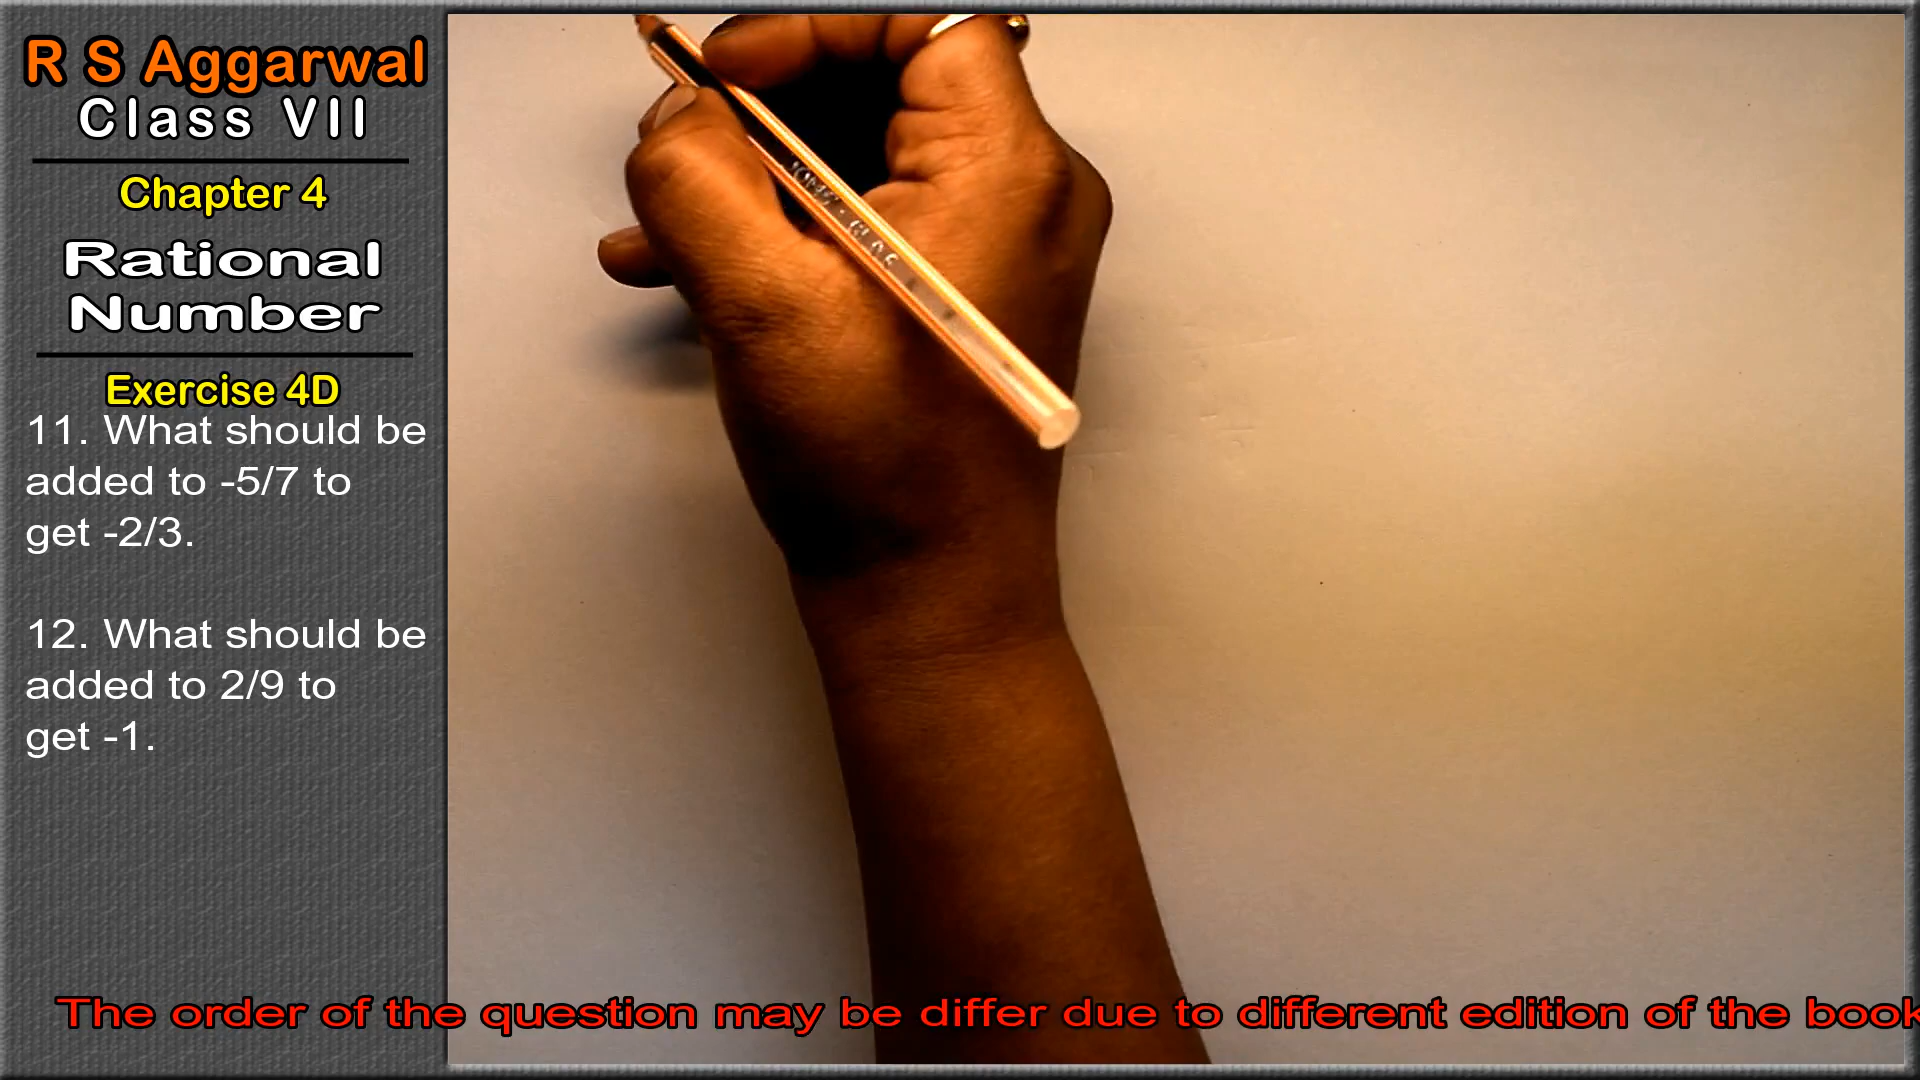 R S Aggarwal
Class VII
Chapter 4
Rational
Number
Exercise 4D
11. What should be
added to -5/7 to
get -2/3.
12. What should be
added to 2/9 to
get -1.
The order of the question may be differ due to different edition of the book